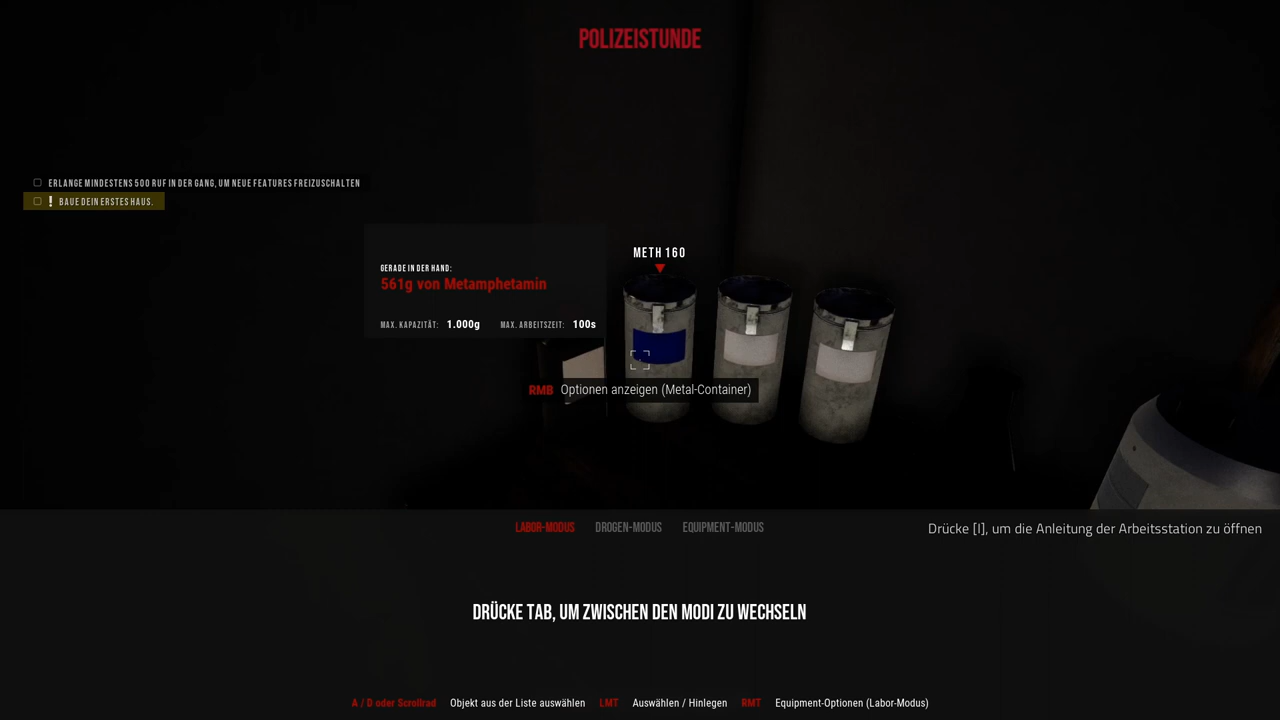 POLIZEISTUNDE
ERLANGE MINDESTENS 500 RUF IN DER GANG, UM NEUE FEATURES FREIZUSCHALTEN
! BAUE DEIN ERSTES HAUS.
METH 160
GERADE IN DER HAND:
561g von Metamphetamin
MAX. KAPAZITÄT: 1.000g MAX. ARBEITSZEIT: 100s
RMB Optionen anzeigen (Metal-Container)
LABOR-MODUS DROGEN-MODUS EQUIPMENT-MODUS
Drücke [I], um die Anleitung der Arbeitsstation zu öffnen
DRÜCKE TAB, UM ZWISCHEN DEN MODI ZU WECHSELN
A / D oder Scrollrad Objekt aus der Liste auswählen LMT Auswählen / Hinlegen RMT Equipment-Optionen (Labor-Modus)